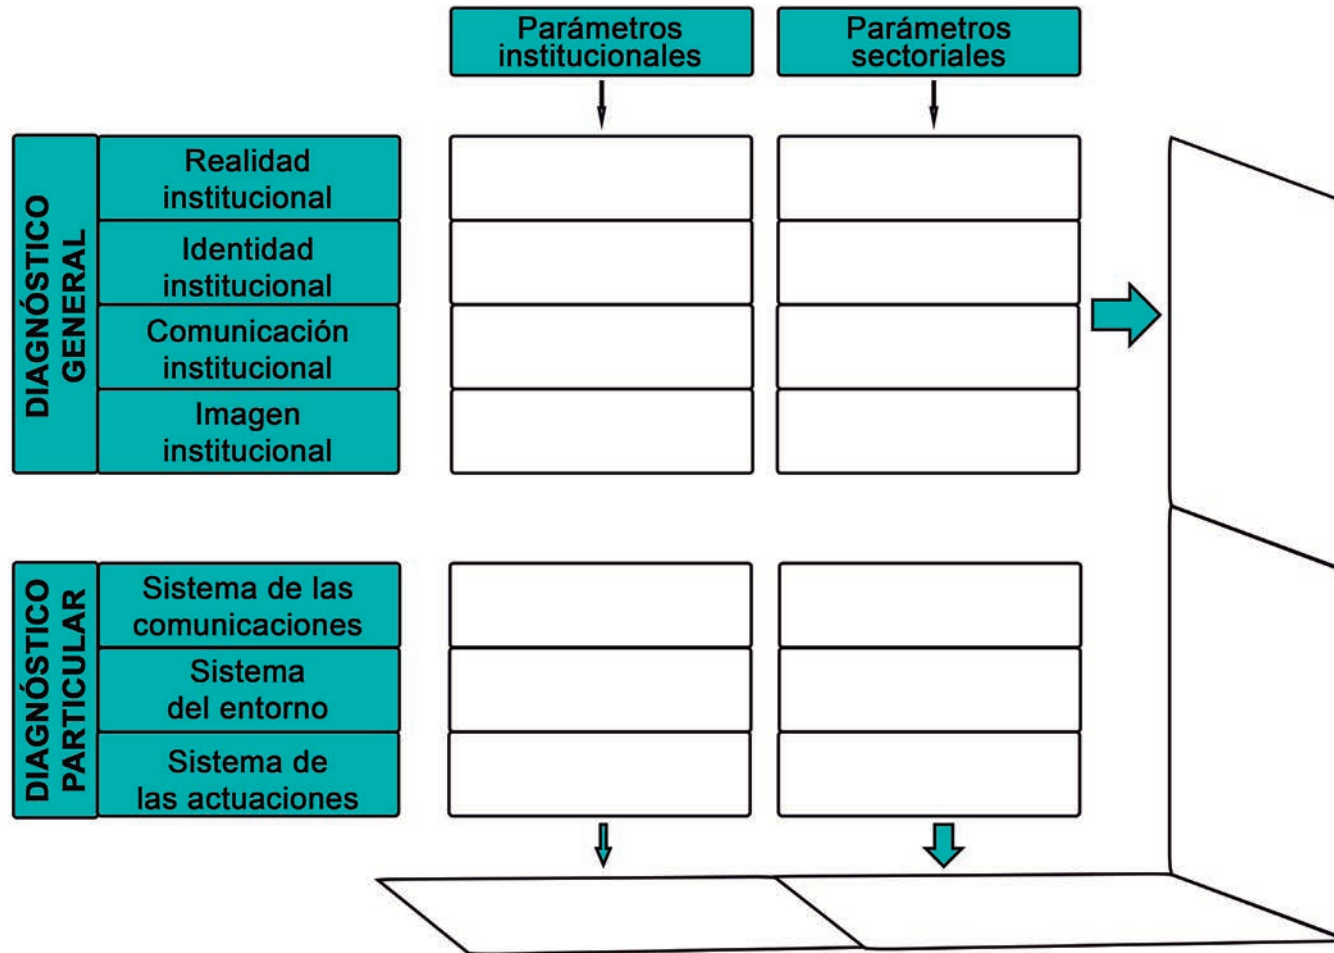 Parámetros
institucionales
Parámetros
sectoriales
DIAGNÓSTICO
GENERAL
Realidad
institucional
Identidad
institucional
Comunicación
institucional
Imagen
institucional
DIAGNÓSTICO
PARTICULAR
Sistema de las
comunicaciones
Sistema
del entorno
Sistema de
las actuaciones